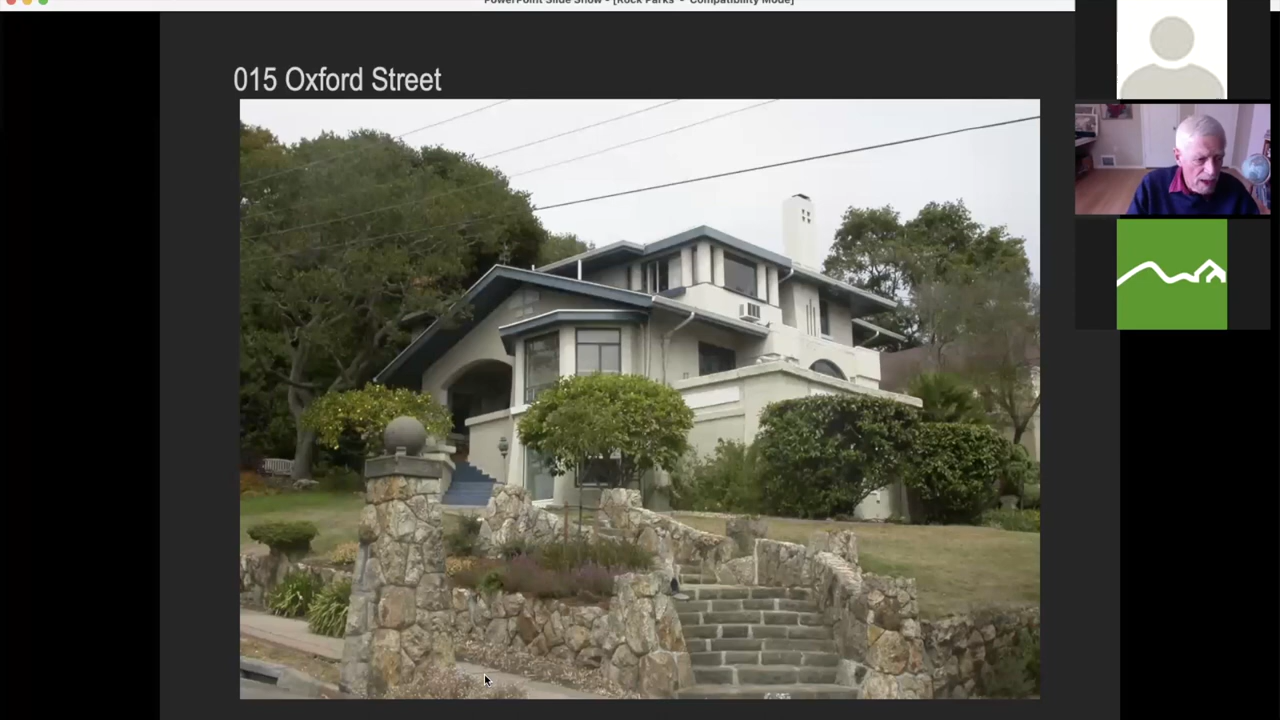 PowerPoint Slide Show - [Rock Parks - Compatibility Mode]
015 Oxford Street